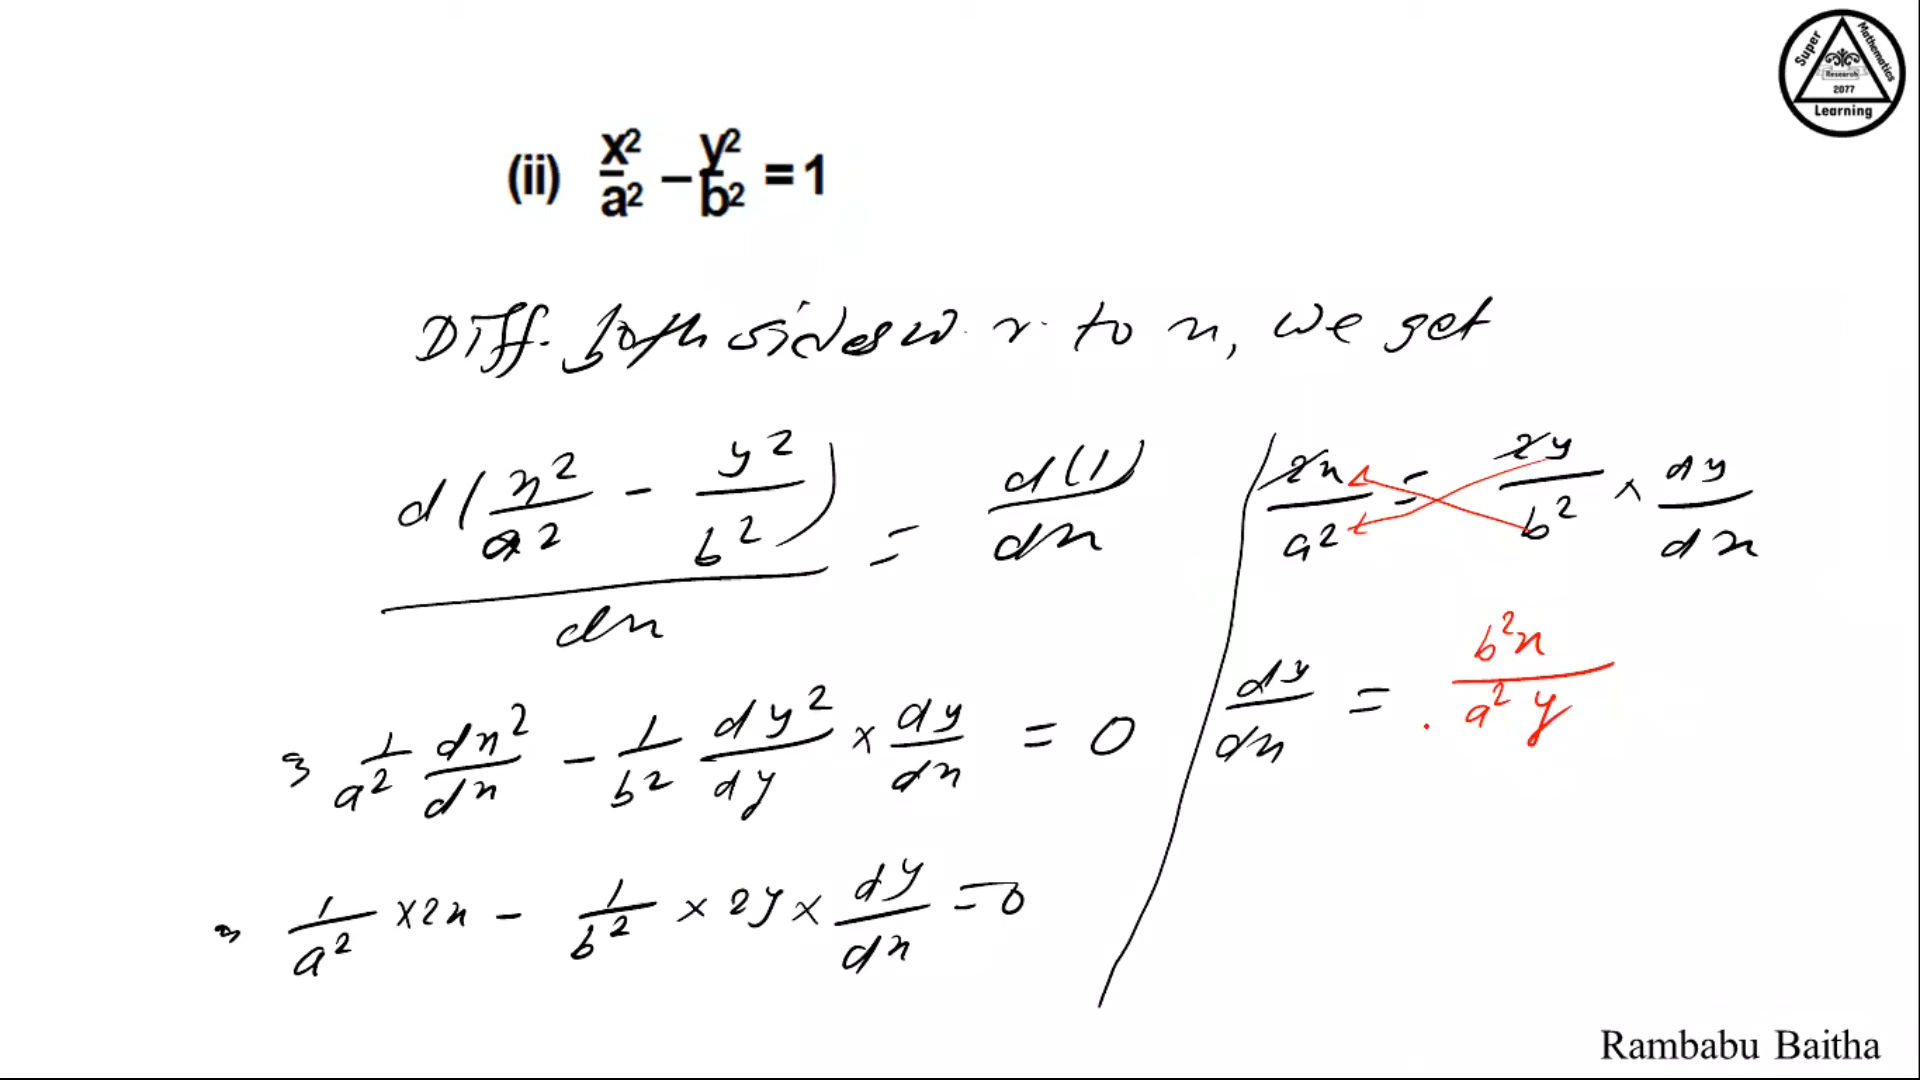 Super Mathematics
Research
2077
Learning
(ii) x²/a² – y²/b² = 1
Diff. both sides w. r. to x, we get
d(x²/a² - y²/b²)/dx = d(1)/dx
⇒ 1/a² dx²/dx - 1/b² dy²/dy × dy/dx = 0
⇒ 1/a² × 2x - 1/b² × 2y × dy/dx = 0
2x/a² = 2y/b² × dy/dx
dy/dx = b²x/a²y
Rambabu Baitha